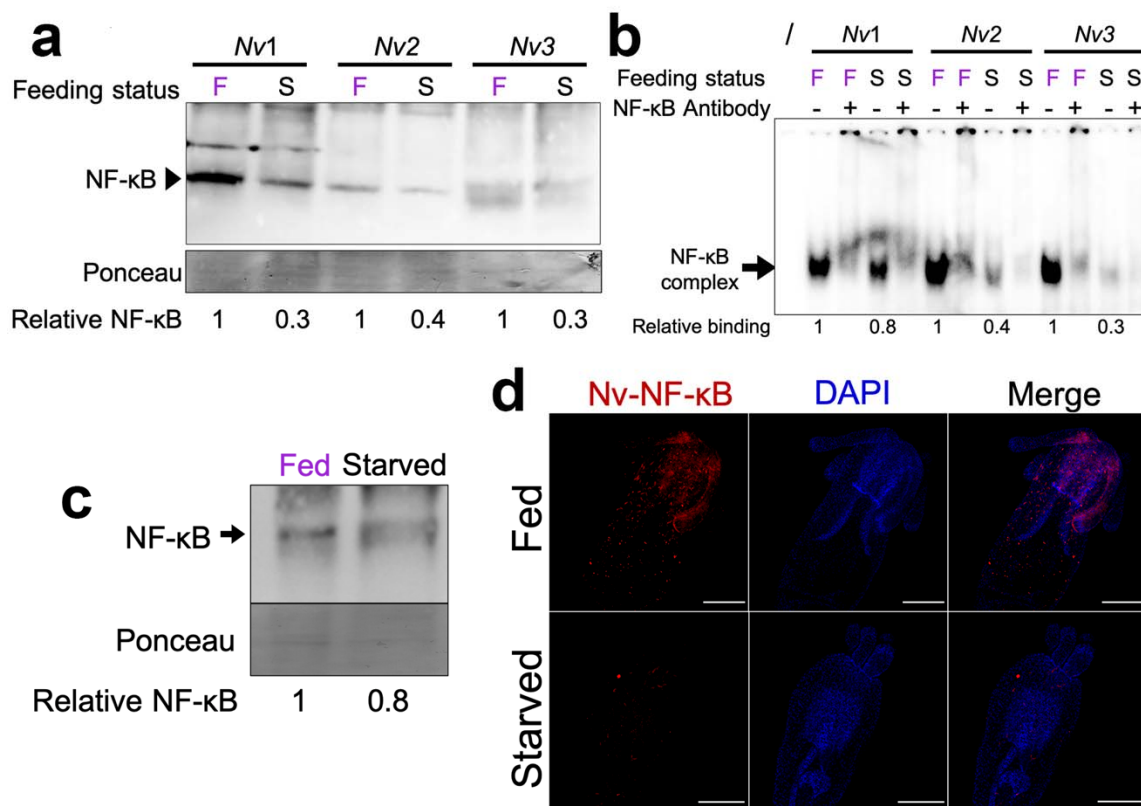 a
Nv1 Nv2 Nv3
Feeding status F S F S F S
NF-κB
Ponceau
Relative NF-κB 1 0.3 1 0.4 1 0.3
b
/ Nv1 Nv2 Nv3
Feeding status F F S S F F S S F F S S
NF-κB Antibody - + - + - + - + - + - +
NF-κB
complex
Relative binding 1 0.8 1 0.4 1 0.3
c
Fed Starved
NF-κB
Ponceau
Relative NF-κB 1 0.8
d
Nv-NF-κB DAPI Merge
Fed
Starved